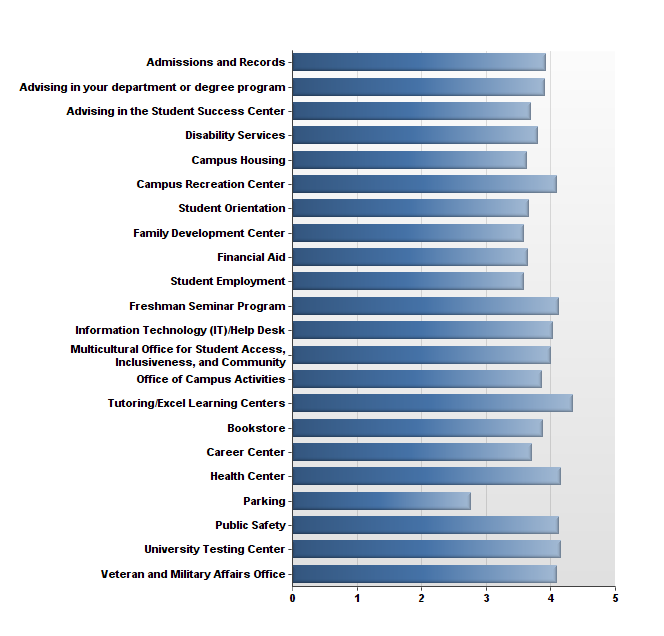 Admissions and Records
Advising in your department or degree program
Advising in the Student Success Center
Disability Services
Campus Housing
Campus Recreation Center
Student Orientation
Family Development Center
Financial Aid
Student Employment
Freshman Seminar Program
Information Technology (IT)/Help Desk
Multicultural Office for Student Access,
Inclusiveness, and Community
Office of Campus Activities
Tutoring/Excel Learning Centers
Bookstore
Career Center
Health Center
Parking
Public Safety
University Testing Center
Veteran and Military Affairs Office
0 1 2 3 4 5